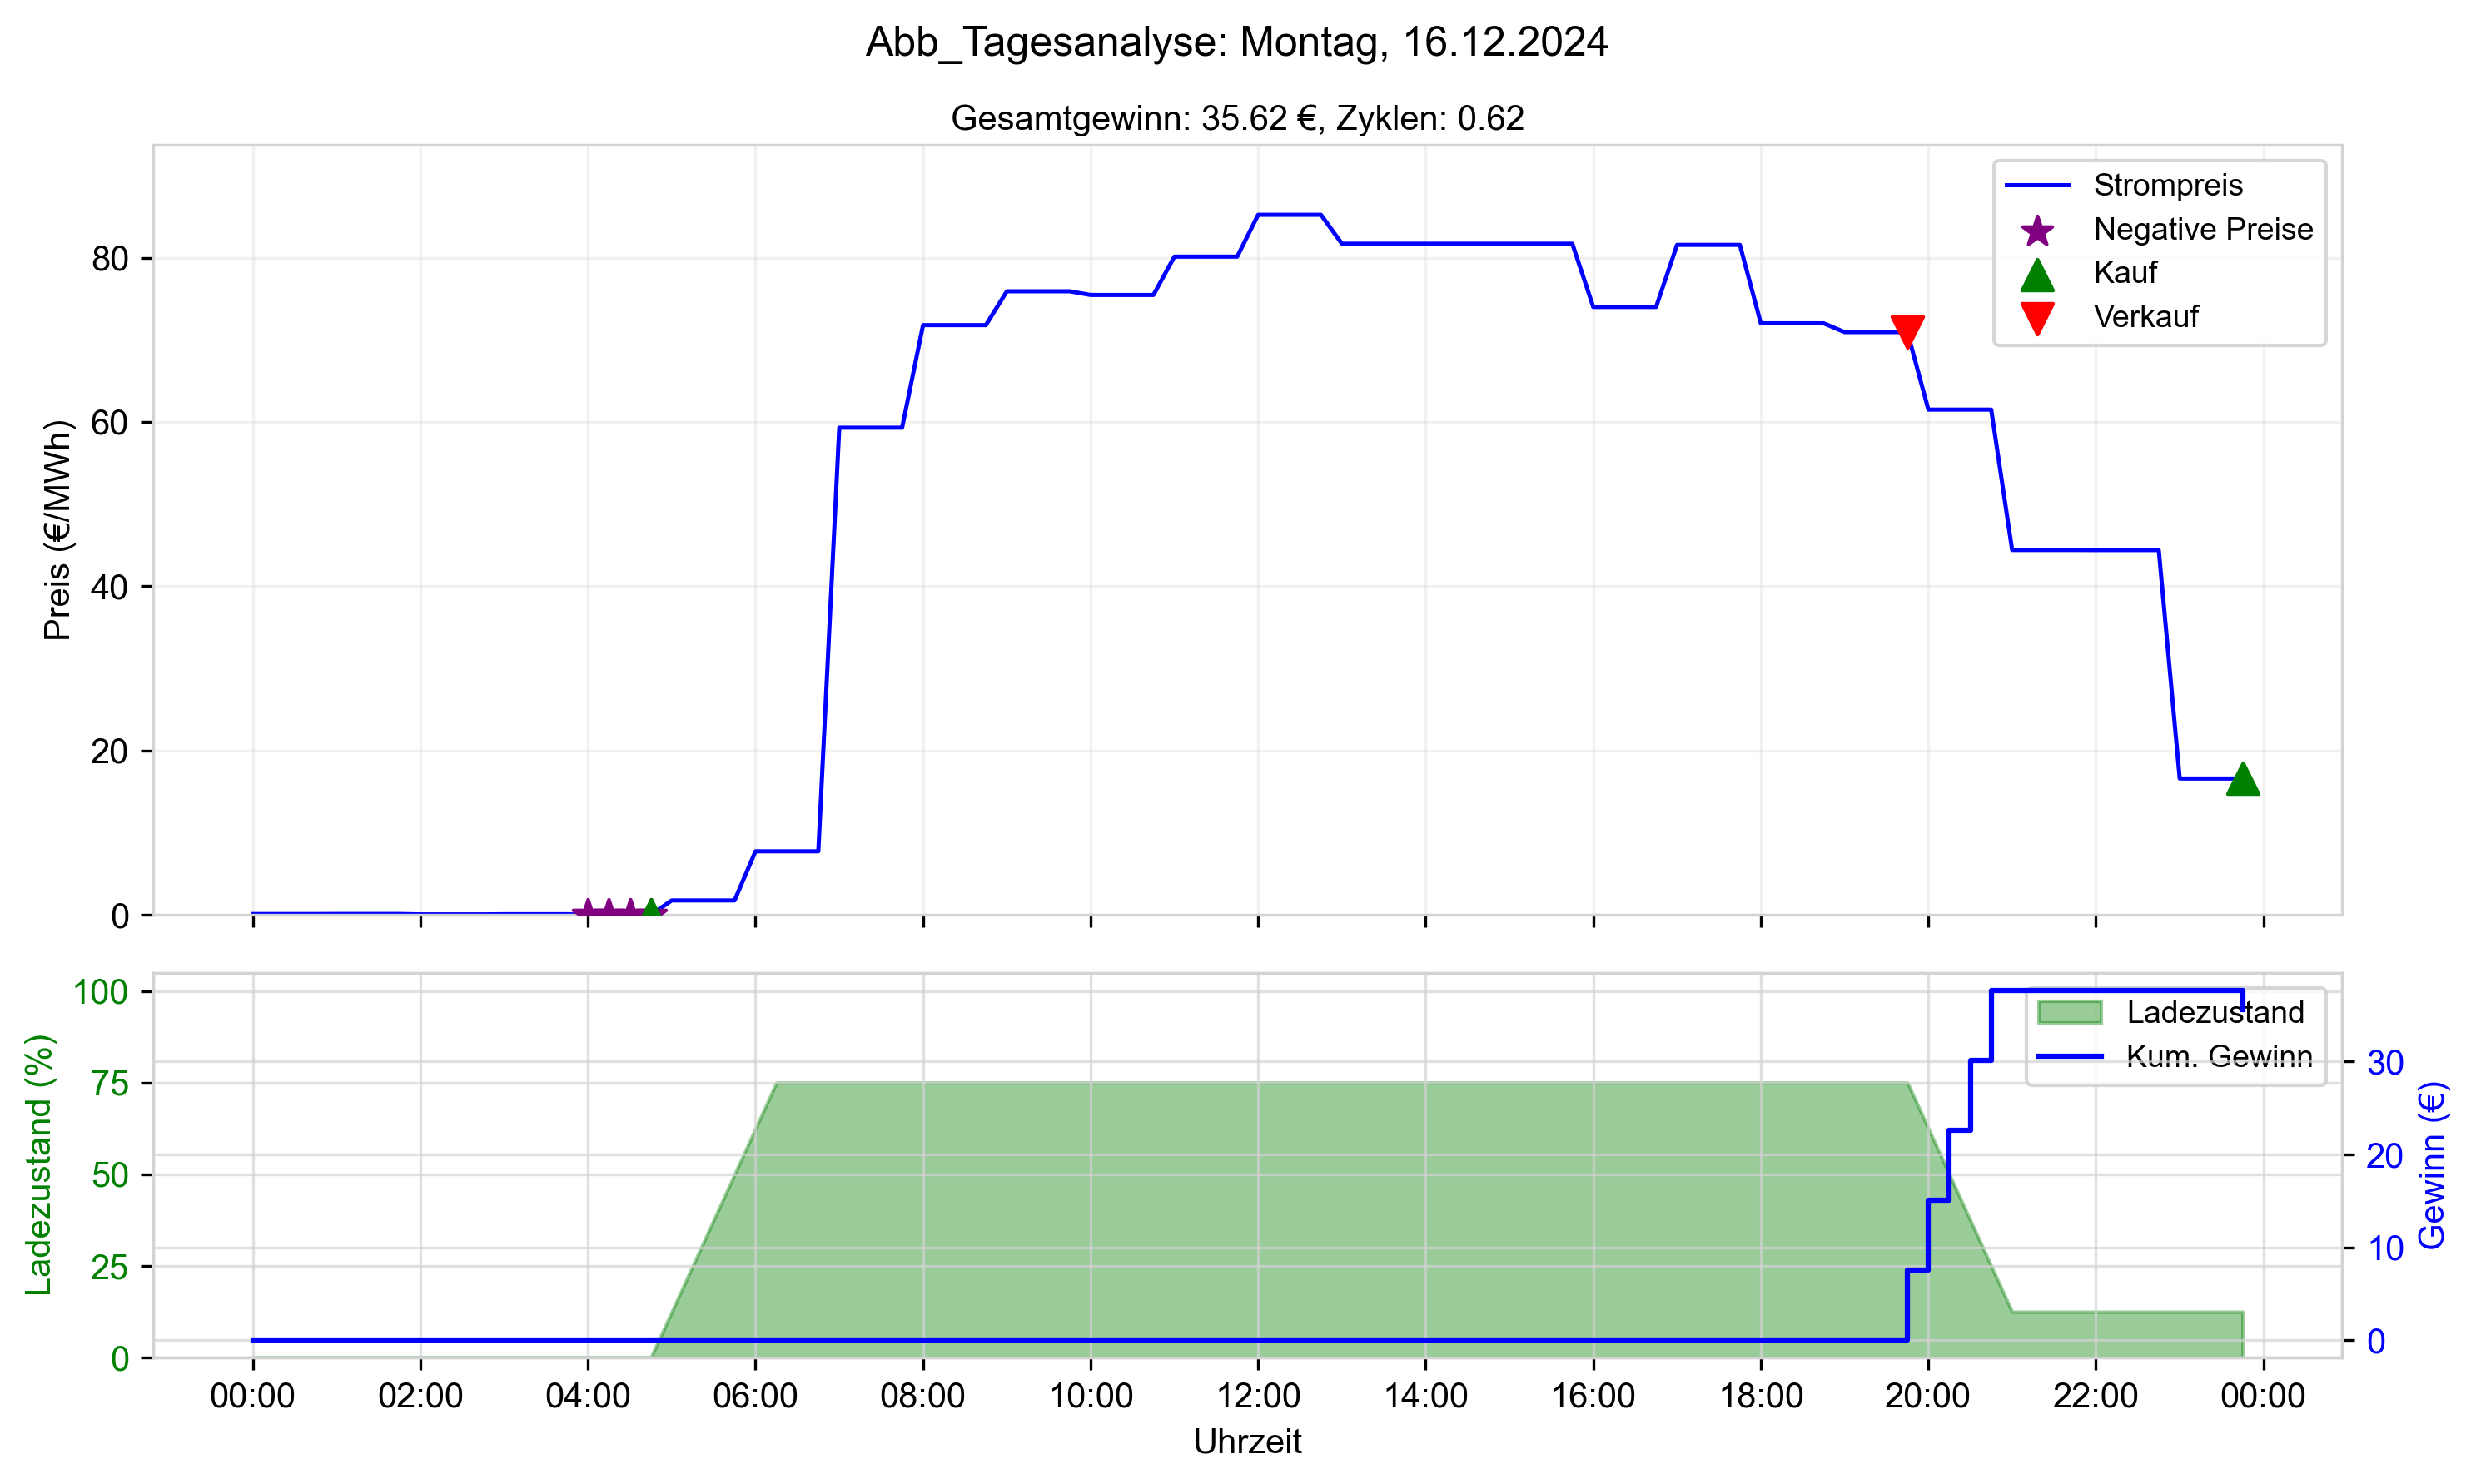 Abb_Tagesanalyse: Montag, 16.12.2024
Gesamtgewinn: 35.62 €, Zyklen: 0.62
Preis (€/MWh)
80
60
40
20
0
Strompreis
Negative Preise
Kauf
Verkauf
Ladezustand (%)
100
75
50
25
0
Ladezustand
Kum. Gewinn
30
20
10
0
Gewinn (€)
00:00 02:00 04:00 06:00 08:00 10:00 12:00 14:00 16:00 18:00 20:00 22:00 00:00
Uhrzeit